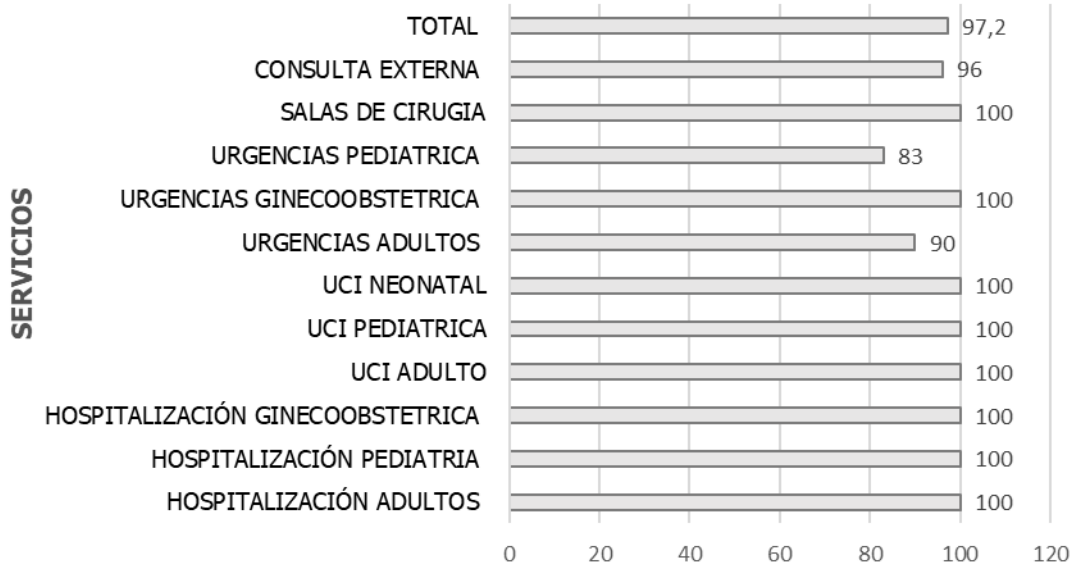 SERVICIOS
TOTAL 97,2
CONSULTA EXTERNA 96
SALAS DE CIRUGIA 100
URGENCIAS PEDIATRICA 83
URGENCIAS GINECOOBSTETRICA 100
URGENCIAS ADULTOS 90
UCI NEONATAL 100
UCI PEDIATRICA 100
UCI ADULTO 100
HOSPITALIZACIÓN GINECOOBSTETRICA 100
HOSPITALIZACIÓN PEDIATRIA 100
HOSPITALIZACIÓN ADULTOS 100
0 20 40 60 80 100 120